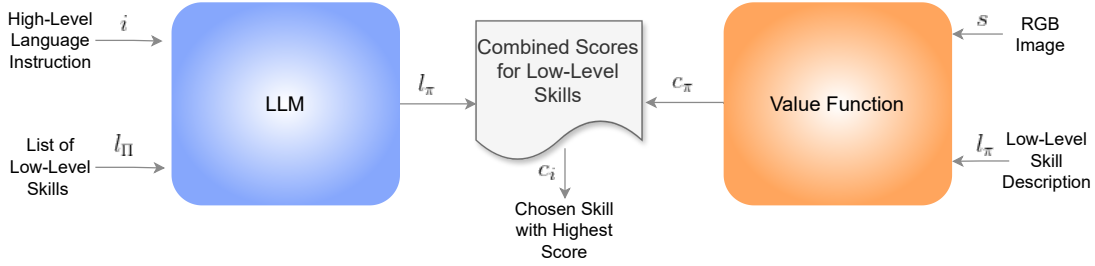 High-Level
Language
Instruction
i
List of
Low-Level
Skills
l_Π
LLM
l_π
Combined Scores
for Low-Level
Skills
c_i
Chosen Skill
with Highest
Score
c_π
Value Function
s
RGB
Image
l_π
Low-Level
Skill
Description